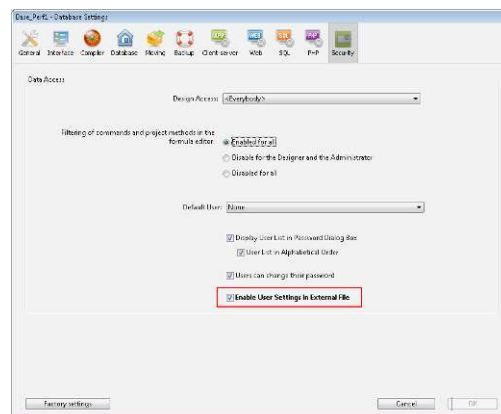 Base_Perf1 - Database Settings
General Interface Compiler Database Moving Backup Client-server Web SQL PHP Security
Data Access
Design Access: <Everybody>
Filtering of commands and project methods in the
formula editor: Enabled for all
Disable for the Designer and the Administrator
Disabled for all
Default User: None
Display User List in Password Dialog Box
User List in Alphabetical Order
Users can change their password
Enable User Settings in External File
Factory settings Cancel OK